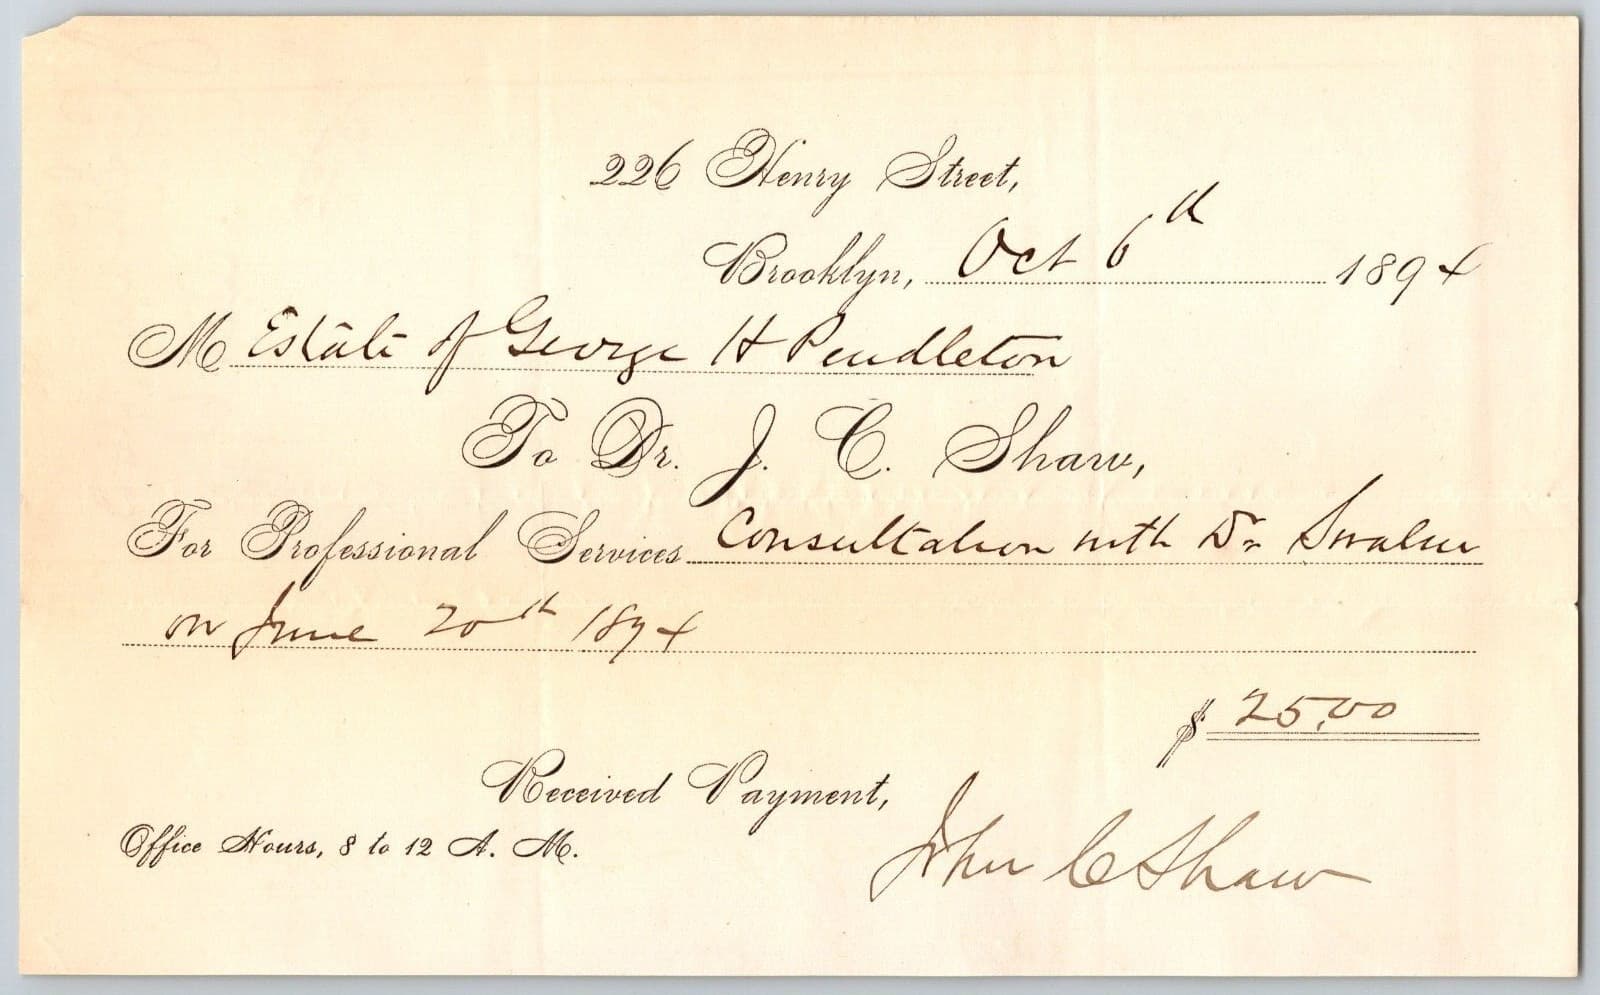 226 Henry Street,
Brooklyn, Oct 6th 1894
M Estate of George H Pendleton
To Dr. J. C. Shaw,
For Professional Services Consultation with Dr
on June 20th 1894
$ 25.00
Received Payment,
Office Hours, 8 to 12 A. M.
John C Shaw